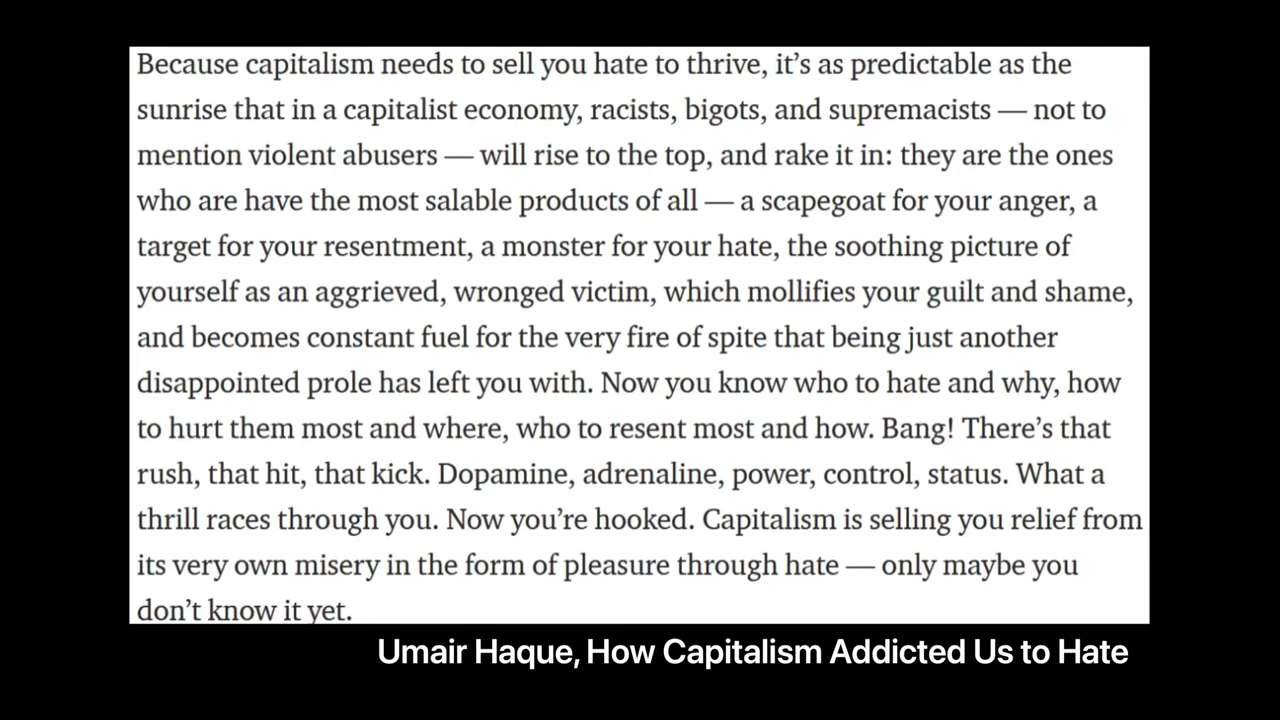 Because capitalism needs to sell you hate to thrive, it’s as predictable as the
sunrise that in a capitalist economy, racists, bigots, and supremacists — not to
mention violent abusers — will rise to the top, and rake it in: they are the ones
who are have the most salable products of all — a scapegoat for your anger, a
target for your resentment, a monster for your hate, the soothing picture of
yourself as an aggrieved, wronged victim, which mollifies your guilt and shame,
and becomes constant fuel for the very fire of spite that being just another
disappointed prole has left you with. Now you know who to hate and why, how
to hurt them most and where, who to resent most and how. Bang! There’s that
rush, that hit, that kick. Dopamine, adrenaline, power, control, status. What a
thrill races through you. Now you’re hooked. Capitalism is selling you relief from
its very own misery in the form of pleasure through hate — only maybe you
don’t know it yet.
Umair Haque, How Capitalism Addicted Us to Hate